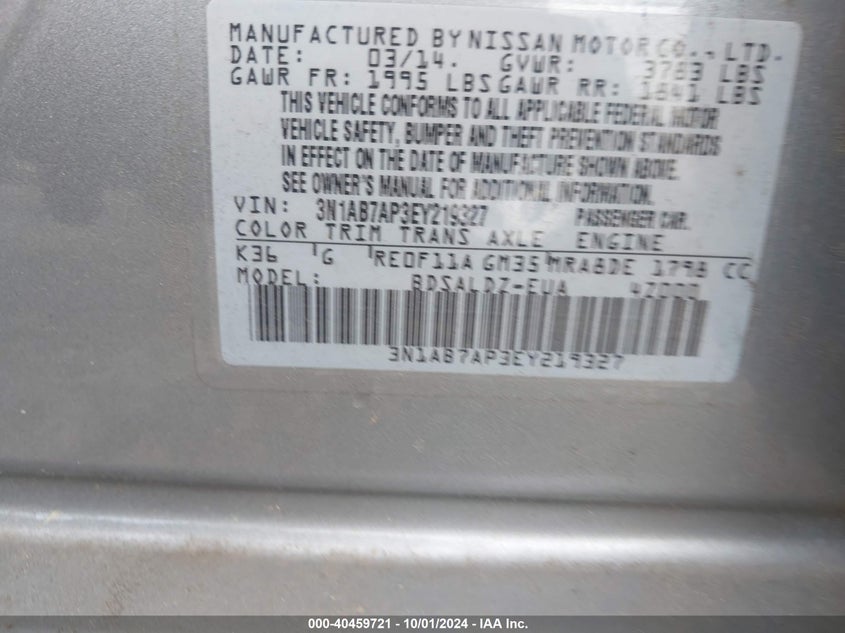 MANUFACTURED BY NISSAN MOTOR CO., LTD.
DATE: 03/14. GVWR: 3783 LBS
GAWR FR: 1995 LBS GAWR RR: 1841 LBS
THIS VEHICLE CONFORMS TO ALL APPLICABLE FEDERAL MOTOR
VEHICLE SAFETY, BUMPER AND THEFT PREVENTION STANDARDS
IN EFFECT ON THE DATE OF MANUFACTURE SHOWN ABOVE.
SEE OWNER'S MANUAL FOR ADDITIONAL INFORMATION.
VIN: 3N1AB7AP3EY219327 PASSENGER CAR.
COLOR TRIM TRANS AXLE ENGINE
K36 G RE0F11A GM35 MRA8DE 1798 CC
MODEL: BDSALDZ-EUA 4Z000
3N1AB7AP3EY219327
000-40459721 - 10/01/2024 - IAA Inc.